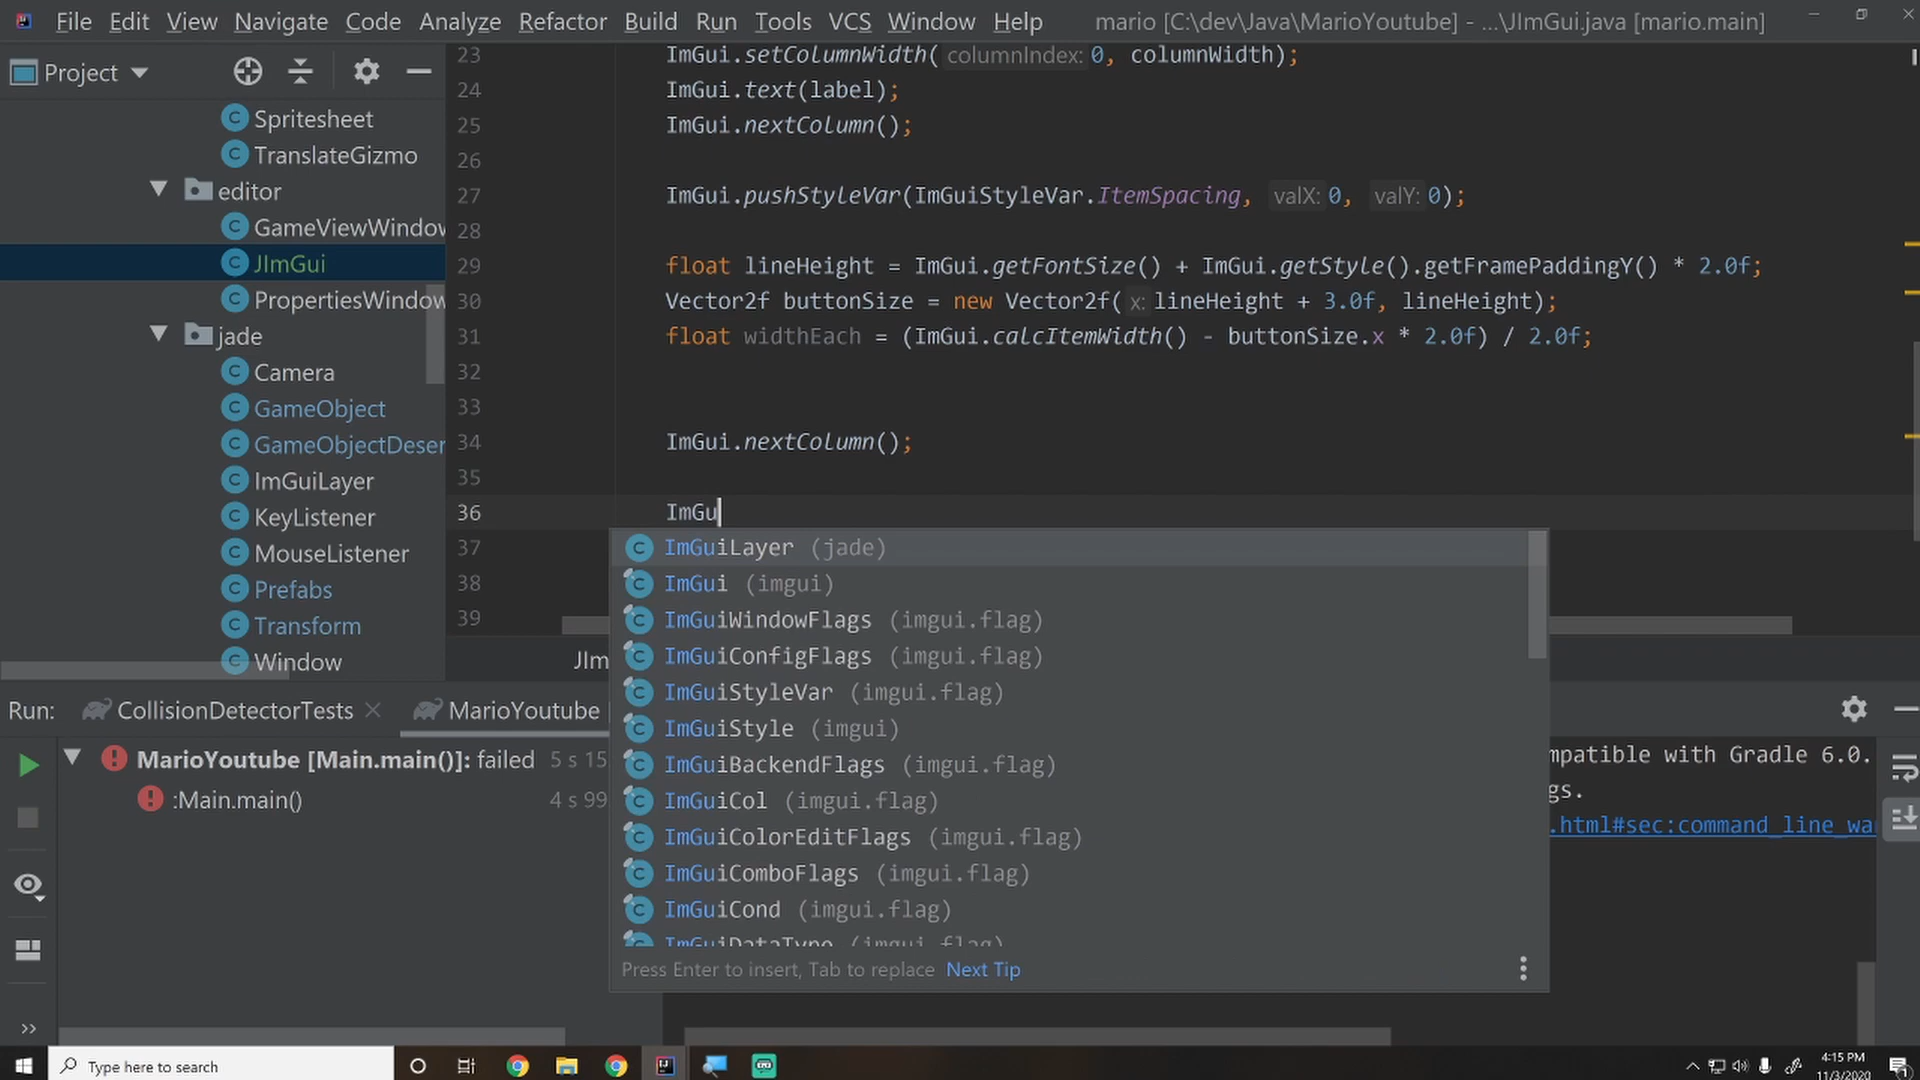 File Edit View Navigate Code Analyze Refactor Build Run Tools VCS Window Help mario [C:\dev\Java\MarioYoutube] - ...\JImGui.java [mario.main]
Project
Spritesheet
TranslateGizmo
editor
GameViewWindow
JImGui
PropertiesWindow
jade
Camera
GameObject
GameObjectDeser
ImGuiLayer
KeyListener
MouseListener
Prefabs
Transform
Window
23 ImGui.setColumnWidth( columnIndex: 0, columnWidth);
24 ImGui.text(label);
25 ImGui.nextColumn();
26
27 ImGui.pushStyleVar(ImGuiStyleVar.ItemSpacing, valX: 0, valY: 0);
28
29 float lineHeight = ImGui.getFontSize() + ImGui.getStyle().getFramePaddingY() * 2.0f;
30 Vector2f buttonSize = new Vector2f( x: lineHeight + 3.0f, lineHeight);
31 float widthEach = (ImGui.calcItemWidth() - buttonSize.x * 2.0f) / 2.0f;
32
33
34 ImGui.nextColumn();
35
36 ImGu
37
38
39
ImGuiLayer (jade)
ImGui (imgui)
ImGuiWindowFlags (imgui.flag)
ImGuiConfigFlags (imgui.flag)
ImGuiStyleVar (imgui.flag)
ImGuiStyle (imgui)
ImGuiBackendFlags (imgui.flag)
ImGuiCol (imgui.flag)
ImGuiColorEditFlags (imgui.flag)
ImGuiComboFlags (imgui.flag)
ImGuiCond (imgui.flag)
ImGuiDataType (imgui.flag)
Press Enter to insert, Tab to replace Next Tip
JIm
Run: CollisionDetectorTests MarioYoutube
MarioYoutube [Main.main()]: failed 5 s 15
:Main.main() 4 s 99
mpatible with Gradle 6.0.
gs.
.html#sec:command_line_wa
Type here to search
4:15 PM
11/3/2020
1